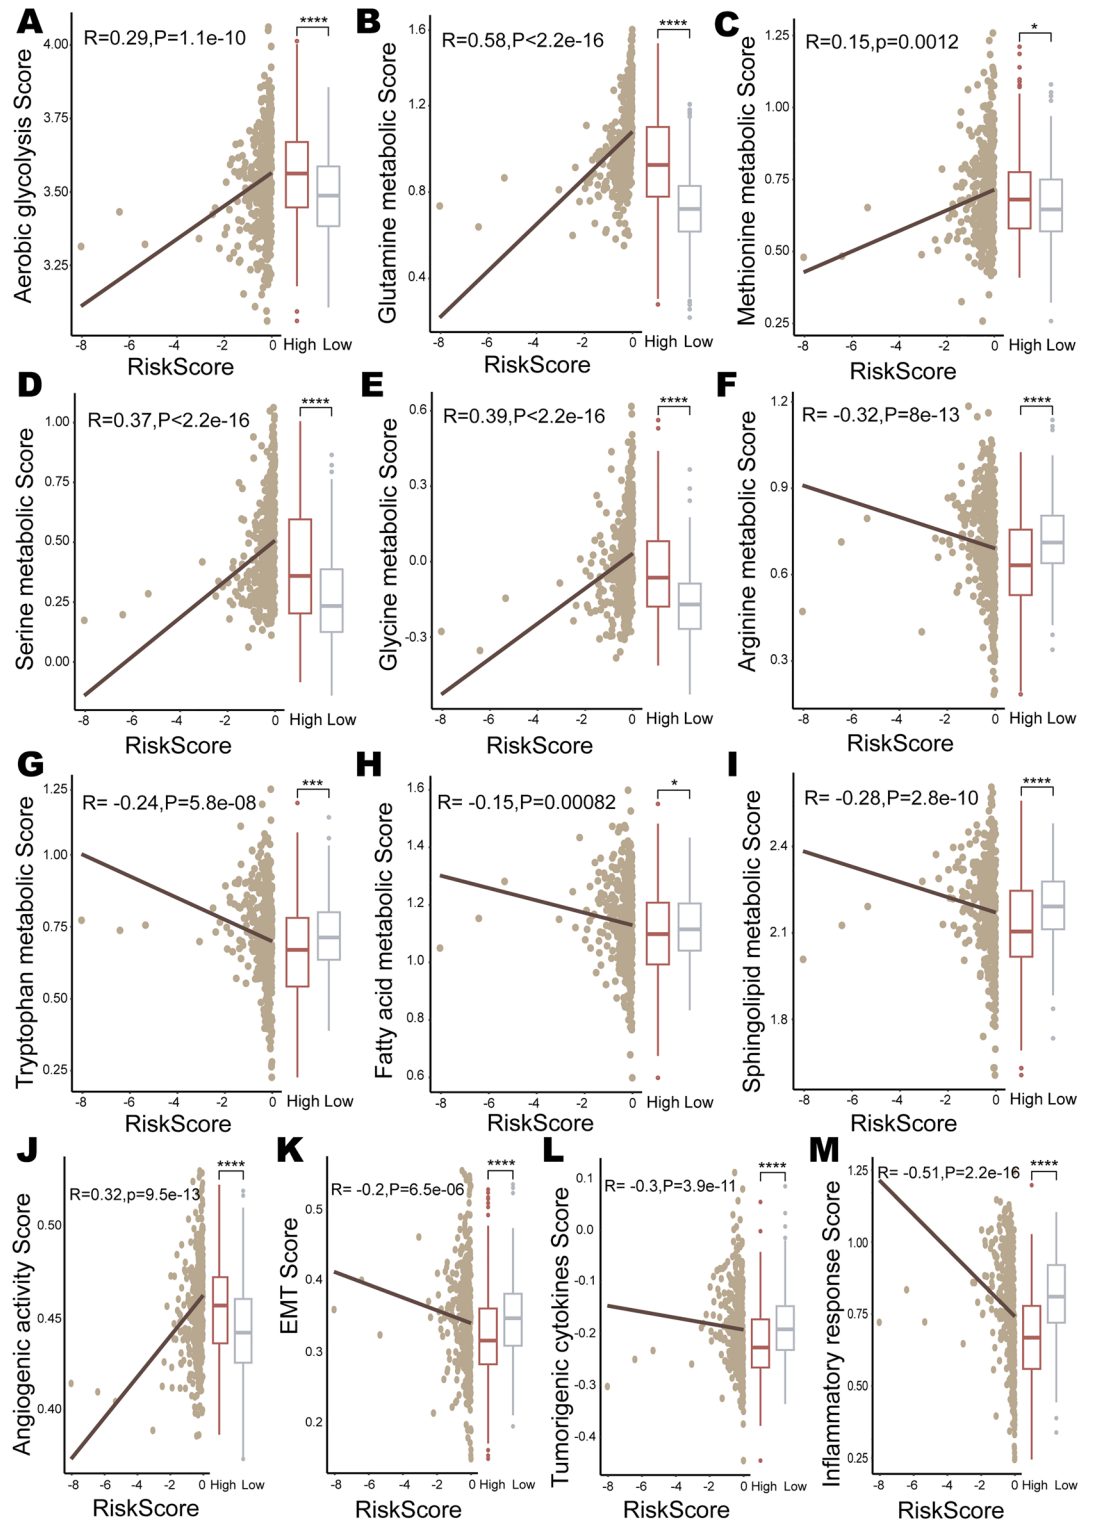 A
R=0.29,P=1.1e-10
****
Aerobic glycolysis Score
4.00
3.75
3.50
3.25
-8 -6 -4 -2 0 High Low
RiskScore
B
R=0.58,P<2.2e-16
****
Glutamine metabolic Score
1.6
1.2
0.8
0.4
-8 -6 -4 -2 0 High Low
RiskScore
C
R=0.15,p=0.0012
*
Methionine metabolic Score
1.25
1.00
0.75
0.50
0.25
-8 -6 -4 -2 0 High Low
RiskScore
D
R=0.37,P<2.2e-16
****
Serine metabolic Score
1.00
0.75
0.50
0.25
0.00
-8 -6 -4 -2 0 High Low
RiskScore
E
R=0.39,P<2.2e-16
****
Glycine metabolic Score
0.6
0.3
0.0
-0.3
-8 -6 -4 -2 0 High Low
RiskScore
F
R= -0.32,P=8e-13
****
Arginine metabolic Score
1.2
0.9
0.6
0.3
-8 -6 -4 -2 0 High Low
RiskScore
G
R= -0.24,P=5.8e-08
***
Tryptophan metabolic Score
1.25
1.00
0.75
0.50
0.25
-8 -6 -4 -2 0 High Low
RiskScore
H
R= -0.15,P=0.00082
*
Fatty acid metabolic Score
1.6
1.4
1.2
1.0
0.8
0.6
-8 -6 -4 -2 0 High Low
RiskScore
I
R= -0.28,P=2.8e-10
****
Sphingolipid metabolic Score
2.4
2.1
1.8
-8 -6 -4 -2 0 High Low
RiskScore
J
R=0.32,p=9.5e-13
****
Angiogenic activity Score
0.50
0.45
0.40
-8 -6 -4 -2 0 High Low
RiskScore
K
R= -0.2,P=6.5e-06
****
EMT Score
0.5
0.4
0.3
0.2
-8 -6 -4 -2 0 High Low
RiskScore
L
R= -0.3,P=3.9e-11
****
Tumorigenic cytokines Score
0.1
0.0
-0.1
-0.2
-0.3
-0.4
-8 -6 -4 -2 0 High Low
RiskScore
M
R= -0.51,P=2.2e-16
****
Inflammatory response Score
1.25
1.00
0.75
0.50
0.25
-8 -6 -4 -2 0 High Low
RiskScore